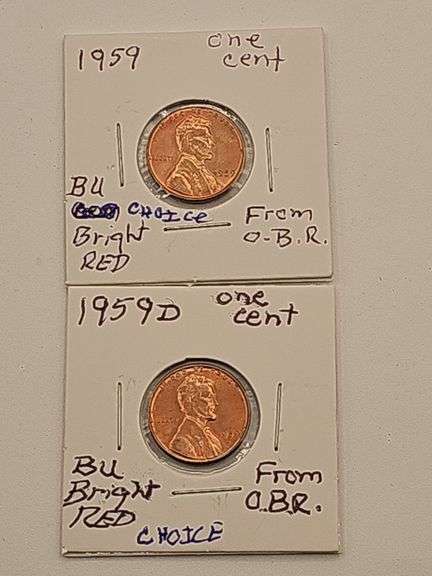 1959
one
cent
BU
CHOICE
Bright
RED
From
O-B.R.
1959D
one
cent
BU
Bright
RED
CHOICE
From
O.B.R.